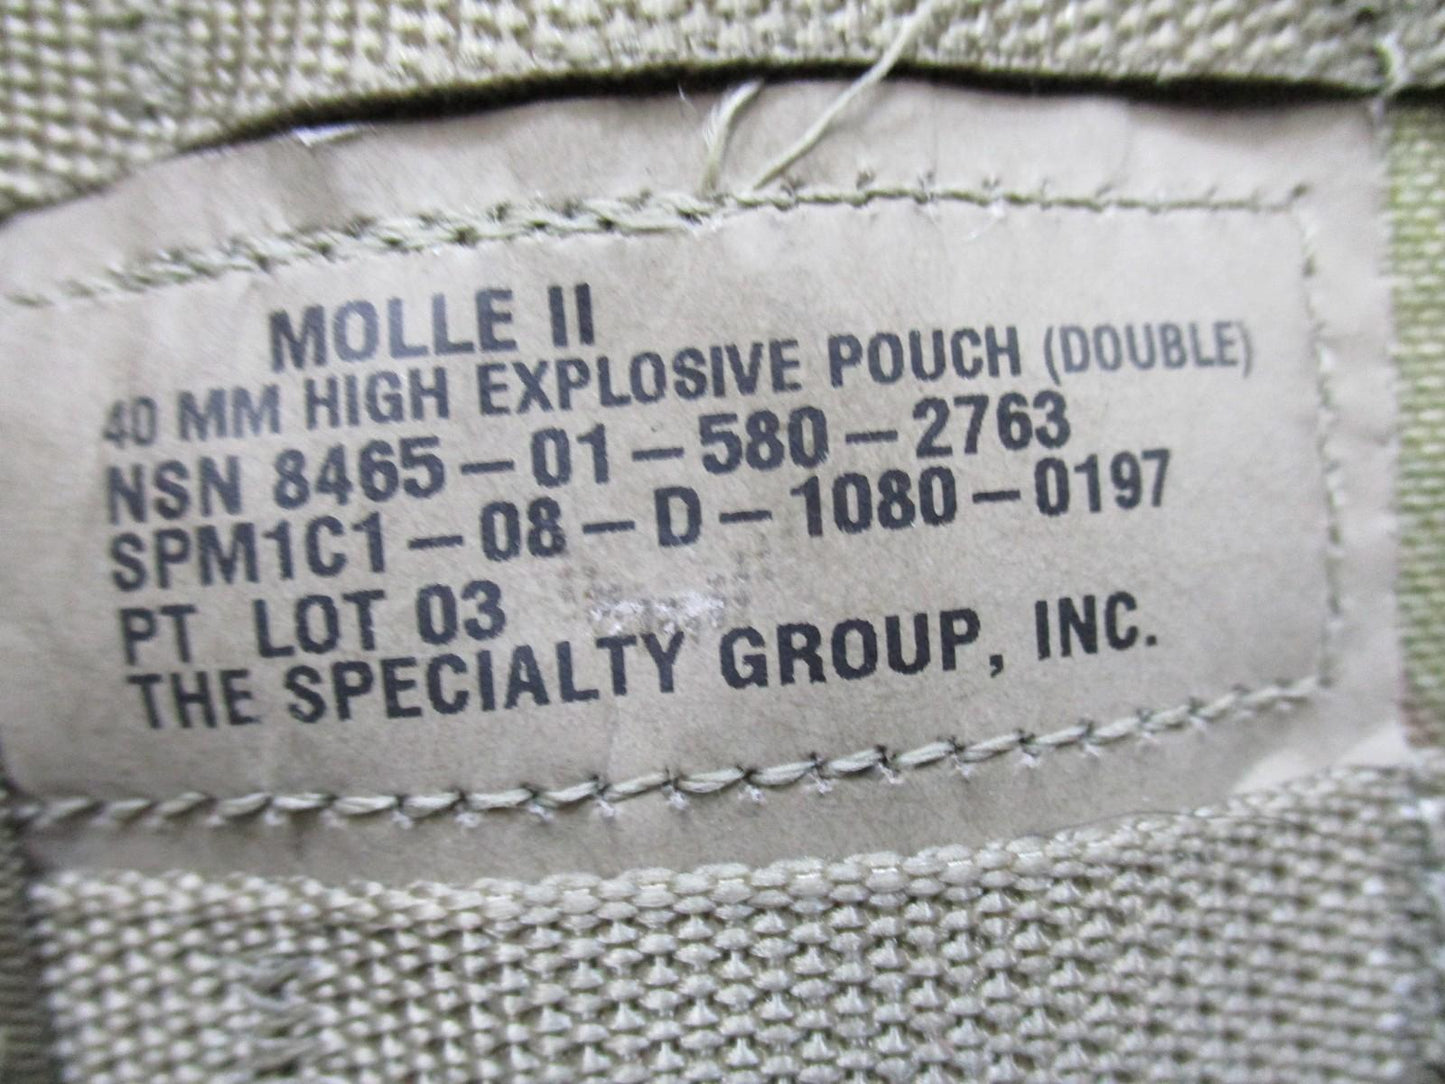 MOLLE II
40 MM HIGH EXPLOSIVE POUCH (DOUBLE)
NSN 8465-01-580-2763
SPM1C1-08-D-1080-0197
PT LOT 03
THE SPECIALTY GROUP, INC.